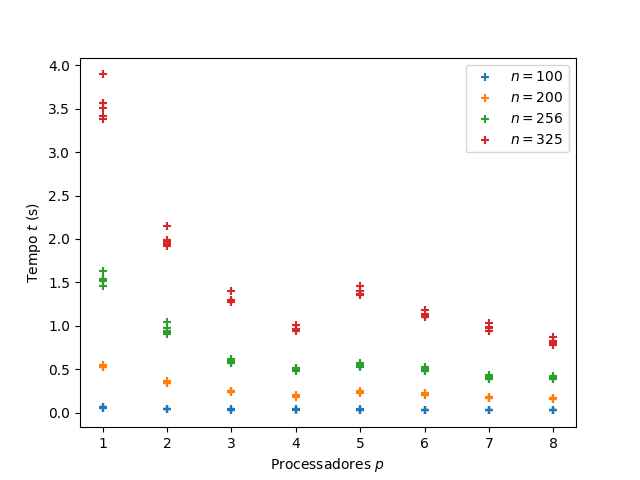 4.0
3.5
3.0
2.5
2.0
1.5
1.0
0.5
0.0
Tempo t (s)
n = 100
n = 200
n = 256
n = 325
1 2 3 4 5 6 7 8
Processadores p